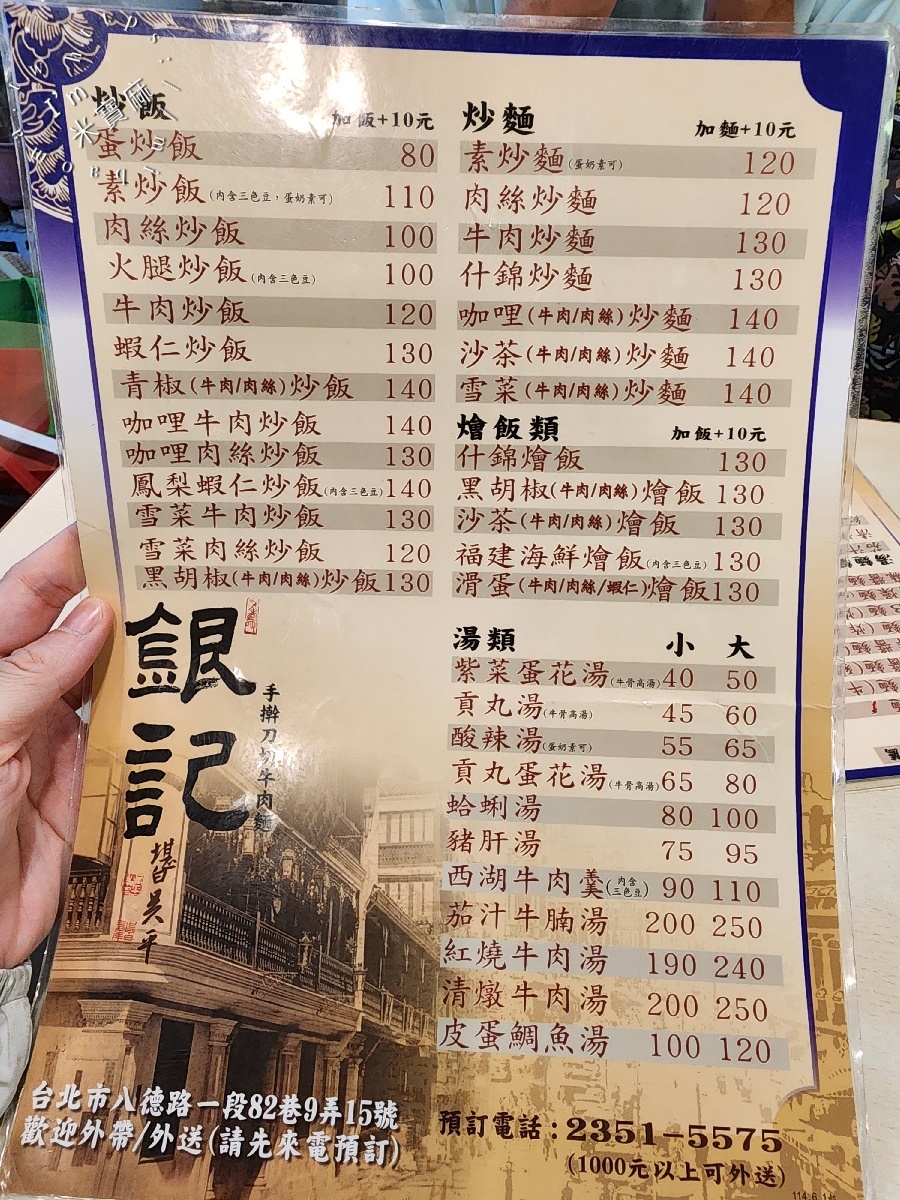 米寶麻
炒飯 加飯+10元
蛋炒飯 80
素炒飯(內含三色豆,蛋奶素可) 110
肉絲炒飯 100
火腿炒飯(內含三色豆) 100
牛肉炒飯 120
蝦仁炒飯 130
青椒(牛肉/肉絲)炒飯 140
咖哩牛肉炒飯 140
咖哩肉絲炒飯 130
鳳梨蝦仁炒飯(內含三色豆) 140
雪菜牛肉炒飯 130
雪菜肉絲炒飯 120
黑胡椒(牛肉/肉絲)炒飯 130
銀記
手擀刀切牛肉麵
炒麵 加麵+10元
素炒麵(蛋奶素可) 120
肉絲炒麵 120
牛肉炒麵 130
什錦炒麵 130
咖哩(牛肉/肉絲)炒麵 140
沙茶(牛肉/肉絲)炒麵 140
雪菜(牛肉/肉絲)炒麵 140
燴飯類 加飯+10元
什錦燴飯 130
黑胡椒(牛肉/肉絲)燴飯 130
沙茶(牛肉/肉絲)燴飯 130
福建海鮮燴飯(內含三色豆) 130
滑蛋(牛肉/肉絲/蝦仁)燴飯 130
湯類 小 大
紫菜蛋花湯(牛骨高湯) 40 50
貢丸湯(牛骨高湯) 45 60
酸辣湯(蛋奶素可) 55 65
貢丸蛋花湯(牛骨高湯) 65 80
蛤蜊湯 80 100
豬肝湯 75 95
西湖牛肉羹(內含三色豆) 90 110
茄汁牛腩湯 200 250
紅燒牛肉湯 190 240
清燉牛肉湯 200 250
皮蛋鯛魚湯 100 120
台北市八德路一段82巷9弄15號
歡迎外帶/外送(請先來電預訂)
預訂電話:2351-5575
(1000元以上可外送)